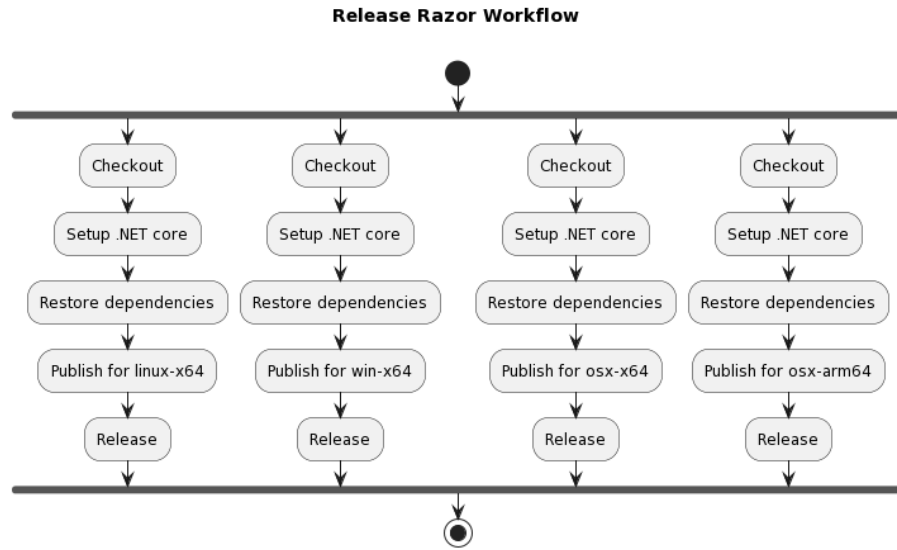 Release Razor Workflow
Checkout
Checkout
Checkout
Checkout
Setup .NET core
Setup .NET core
Setup .NET core
Setup .NET core
Restore dependencies
Restore dependencies
Restore dependencies
Restore dependencies
Publish for linux-x64
Publish for win-x64
Publish for osx-x64
Publish for osx-arm64
Release
Release
Release
Release